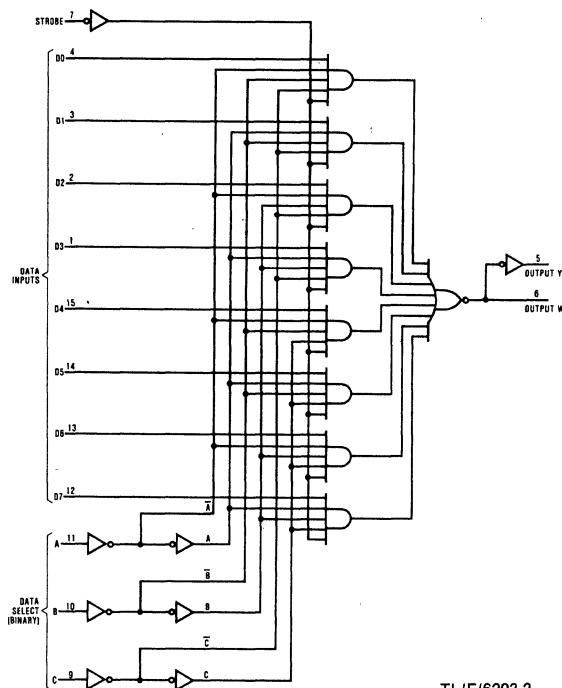 STROBE 7
D0 4
D1 3
D2 2
D3 1
DATA
INPUTS
D4 15
D5 14
D6 13
D7 12
5
OUTPUT Y
6
OUTPUT W
A̅
A 11
A
B̅
DATA
SELECT
(BINARY)
B 10
B
C̅
C 9
C